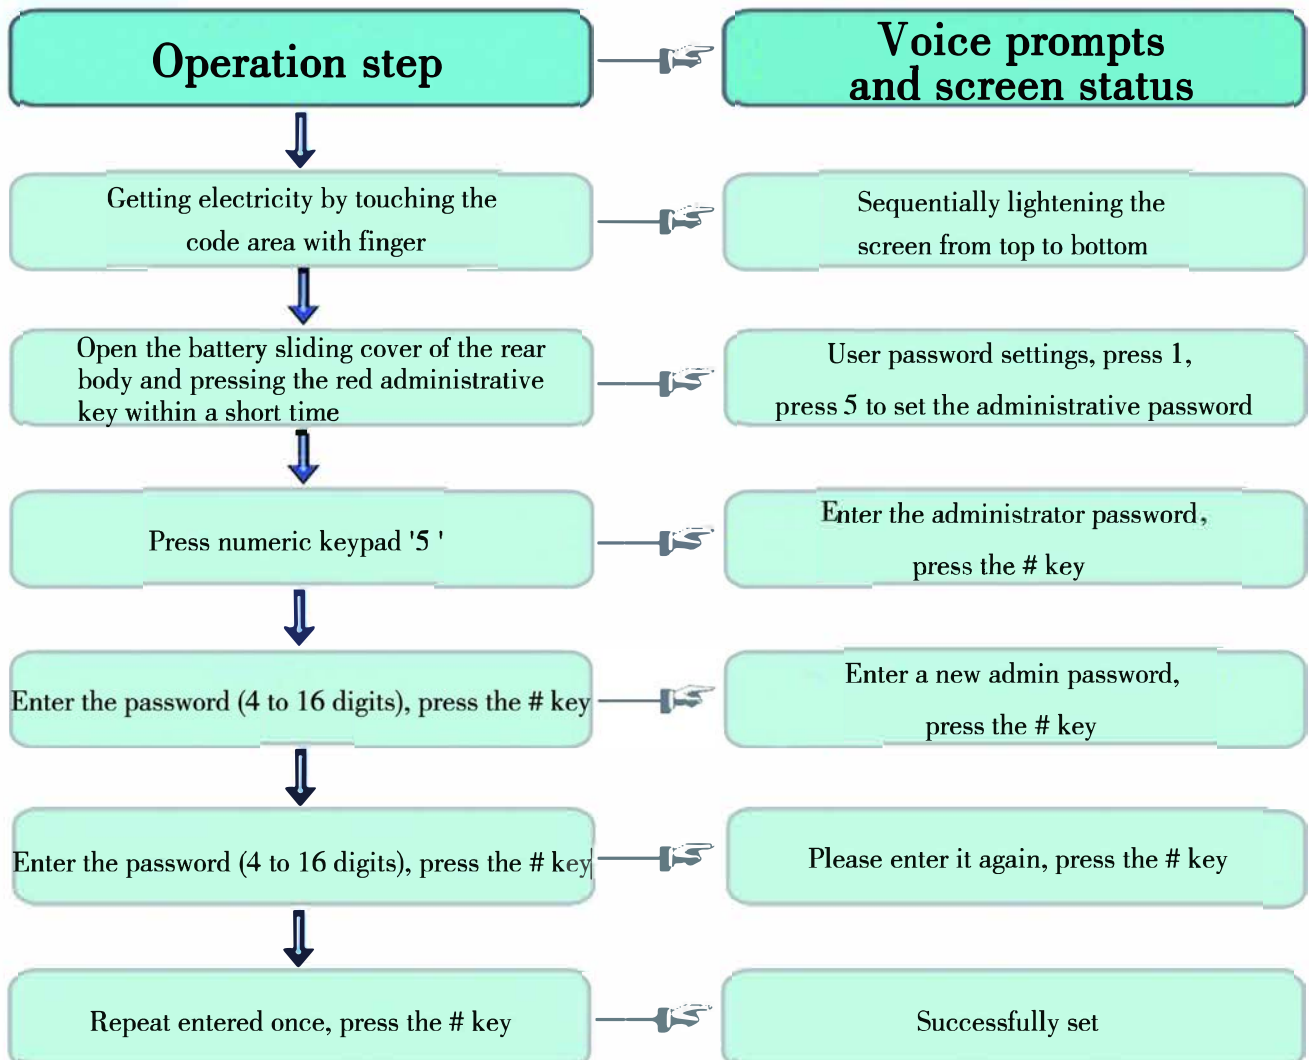 Operation step
Voice prompts
and screen status
Getting electricity by touching the
code area with finger
Sequentially lightening the
screen from top to bottom
Open the battery sliding cover of the rear
body and pressing the red administrative
key within a short time
User password settings, press 1,
press 5 to set the administrative password
Press numeric keypad '5 '
Enter the administrator password,
press the # key
Enter the password (4 to 16 digits), press the # key
Enter a new admin password,
press the # key
Enter the password (4 to 16 digits), press the # key
Please enter it again, press the # key
Repeat entered once, press the # key
Successfully set